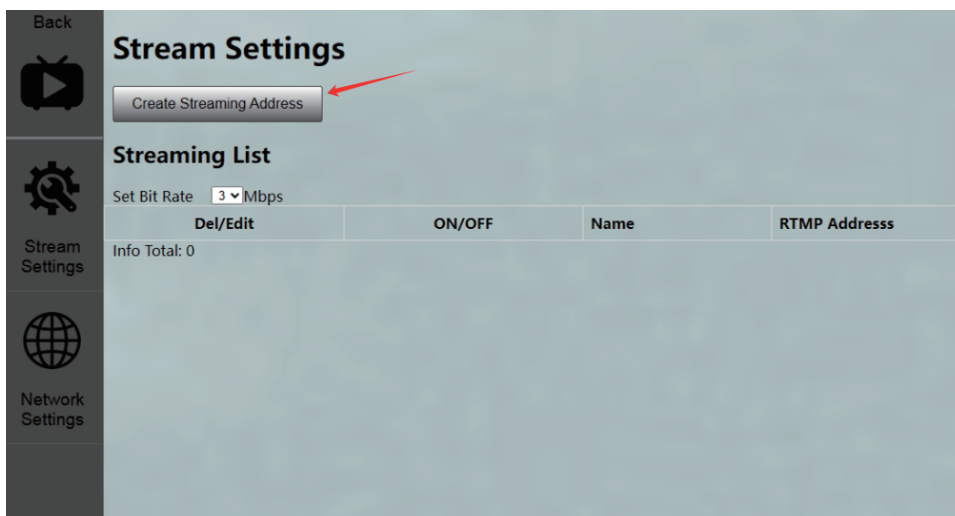 Back
Stream Settings
Create Streaming Address
Streaming List
Set Bit Rate 3 Mbps
Del/Edit ON/OFF Name RTMP Addresss
Info Total: 0
Stream
Settings
Network
Settings